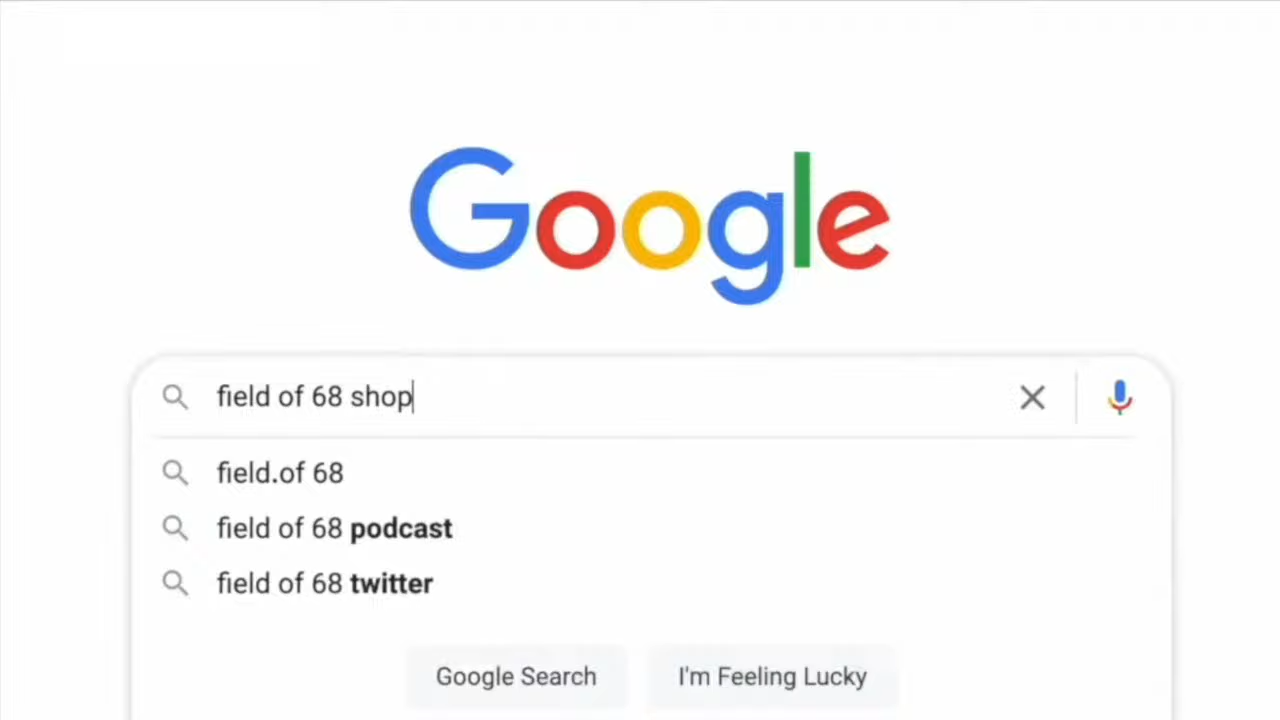 Google
field of 68 shop
field.of 68
field of 68 podcast
field of 68 twitter
Google Search
I'm Feeling Lucky